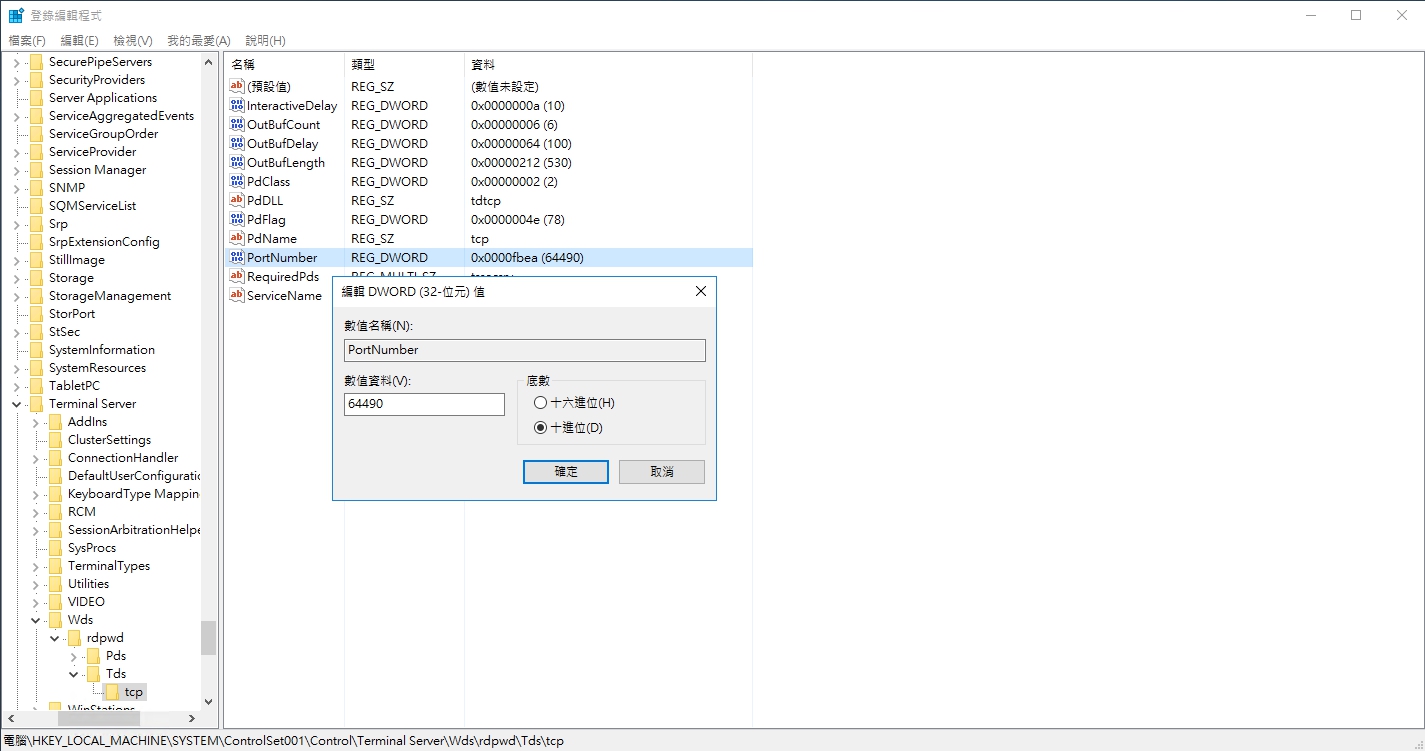 登錄編輯程式
檔案(F) 編輯(E) 檢視(V) 我的最愛(A) 說明(H)
SecurePipeServers
SecurityProviders
Server Applications
ServiceAggregatedEvents
ServiceGroupOrder
ServiceProvider
Session Manager
SNMP
SQMServiceList
Srp
SrpExtensionConfig
StillImage
Storage
StorageManagement
StorPort
StSec
SystemInformation
SystemResources
TabletPC
Terminal Server
AddIns
ClusterSettings
ConnectionHandler
DefaultUserConfiguratio
KeyboardType Mappin
RCM
SessionArbitrationHelpe
SysProcs
TerminalTypes
Utilities
VIDEO
Wds
rdpwd
Pds
Tds
tcp
WinStations
名稱 類型 資料
(預設值) REG_SZ (數值未設定)
InteractiveDelay REG_DWORD 0x0000000a (10)
OutBufCount REG_DWORD 0x00000006 (6)
OutBufDelay REG_DWORD 0x00000064 (100)
OutBufLength REG_DWORD 0x00000212 (530)
PdClass REG_DWORD 0x00000002 (2)
PdDLL REG_SZ tdtcp
PdFlag REG_DWORD 0x0000004e (78)
PdName REG_SZ tcp
PortNumber REG_DWORD 0x0000fbea (64490)
RequiredPds REG_MULTI_SZ
ServiceName
編輯 DWORD (32-位元) 值
數值名稱(N):
PortNumber
數值資料(V): 底數
64490 十六進位(H)
十進位(D)
確定 取消
電腦\HKEY_LOCAL_MACHINE\SYSTEM\ControlSet001\Control\Terminal Server\Wds\rdpwd\Tds\tcp